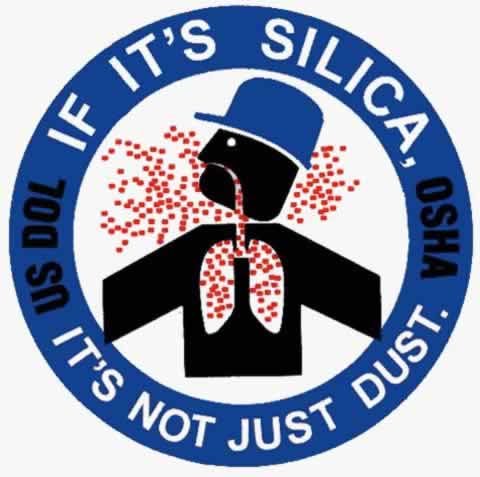 IF IT'S SILICA,
IT'S NOT JUST DUST.
US DOL
OSHA